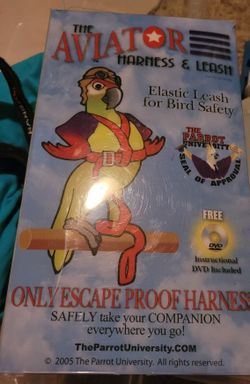 THE
AVIATOR
HARNESS & LEASH
Elastic Leash
for Bird Safety
THE
PARROT
UNIVERSITY
SEAL OF APPROVAL
FREE
DVD
Instructional
DVD Included
ONLY ESCAPE PROOF HARNESS
SAFELY take your COMPANION
everywhere you go!
TheParrotUniversity.COM
© 2005 The Parrot University. All rights reserved.